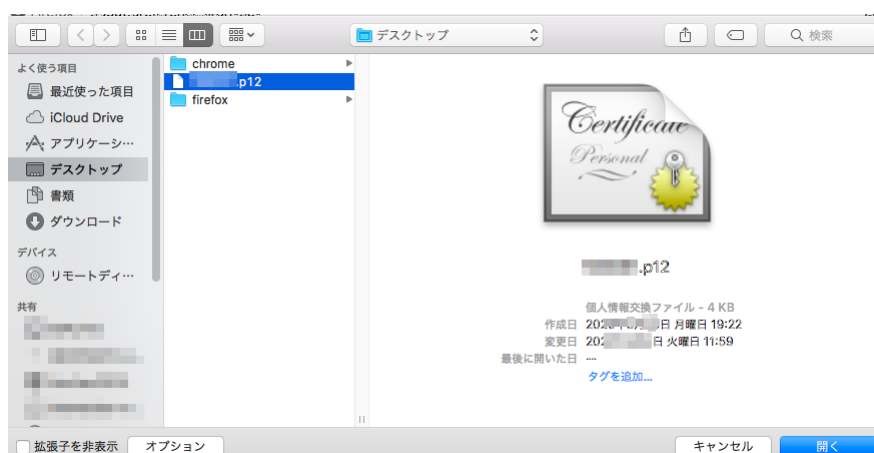 デスクトップ
検索
よく使う項目
最近使った項目
iCloud Drive
アプリケーシ…
デスクトップ
書類
ダウンロード
デバイス
リモートディ…
共有
chrome
.p12
firefox
Certificate
Personal
.p12
個人情報交換ファイル - 4 KB
作成日 日 月曜日 19:22
変更日 日 火曜日 11:59
最後に開いた日 --
タグを追加...
拡張子を非表示
オプション
キャンセル
開く